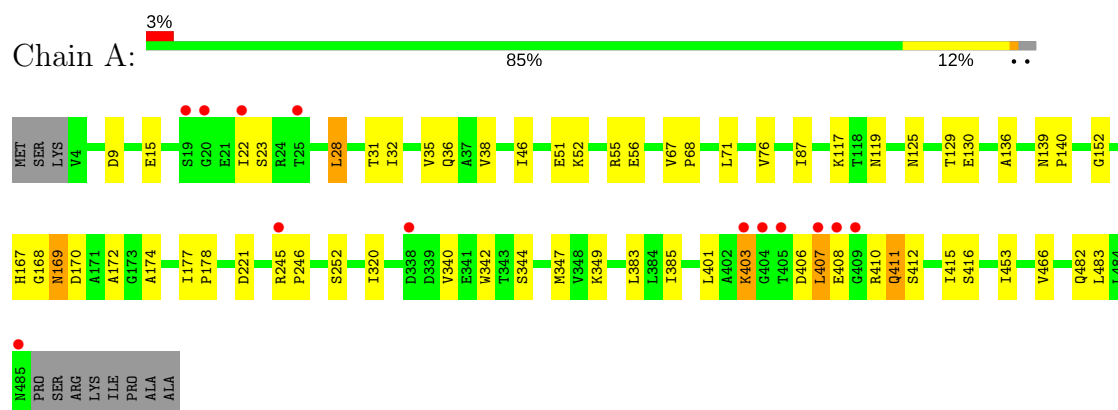 3%
Chain A:
85% 12% • •
MET SER LYS V4 D9 E15 S19 G20 E21 I22 S23 R24 T25 L28 T31 I32 V35 Q36 A37 V38 I46 E51 K52 R55 E56 V67 P68 L71 V76 I87 K117 T118 N119 N125 T129 E130 A136 N139 P140 G152
H167 G168 N169 D170 A171 A172 G173 A174 I177 P178 D221 R245 P246 S252 I320 D338 D339 V340 E341 W342 T343 S344 M347 V348 K349 L383 L384 I385 L401 A402 K403 G404 T405 D406 L407 E408 G409 R410 Q411 S412 I415 S416 I453 V466 Q482 L483 L484
N485 PRO SER ARG LYS ILE PRO ALA ALA